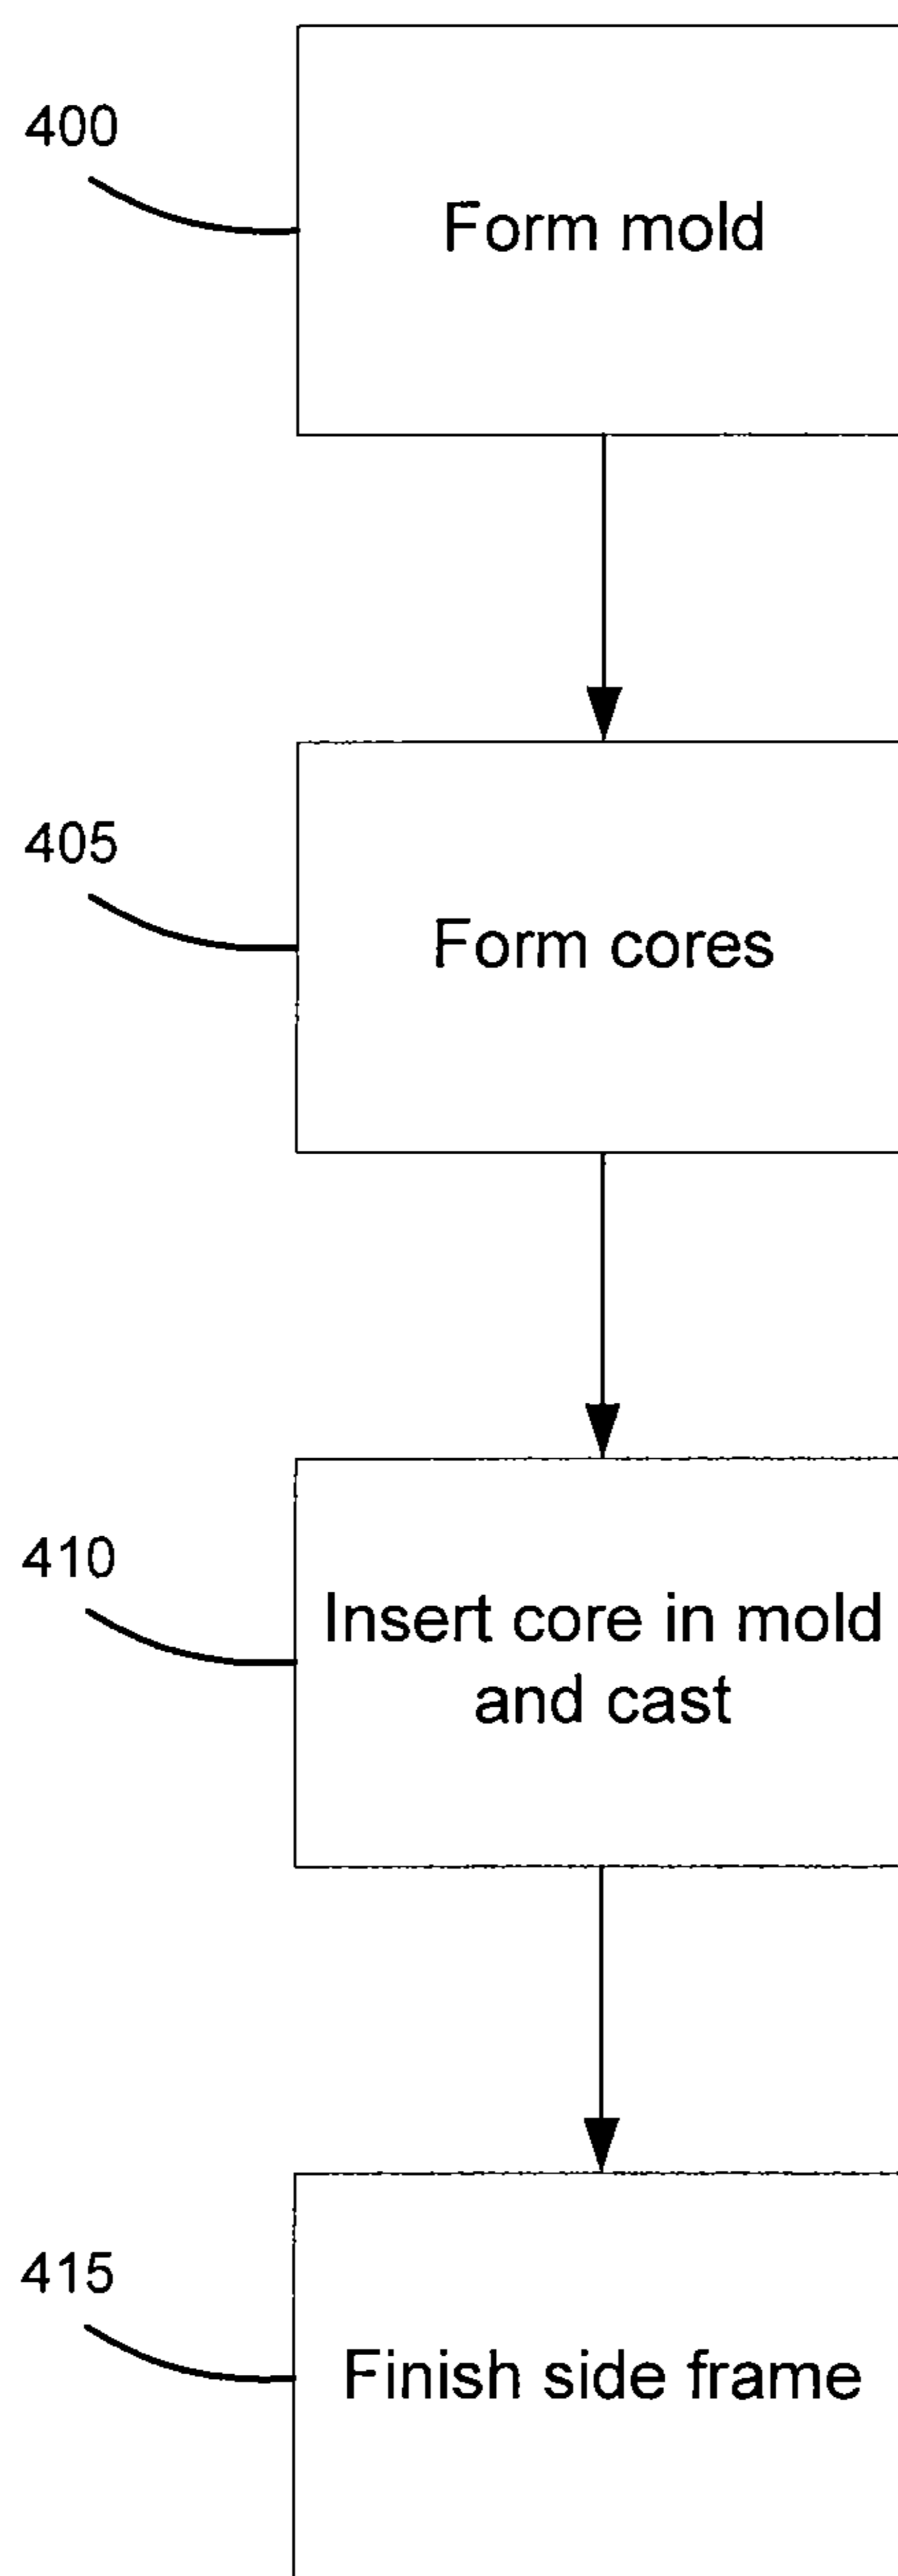 400
Form mold
405
Form cores
410
Insert core in mold
and cast
415
Finish side frame